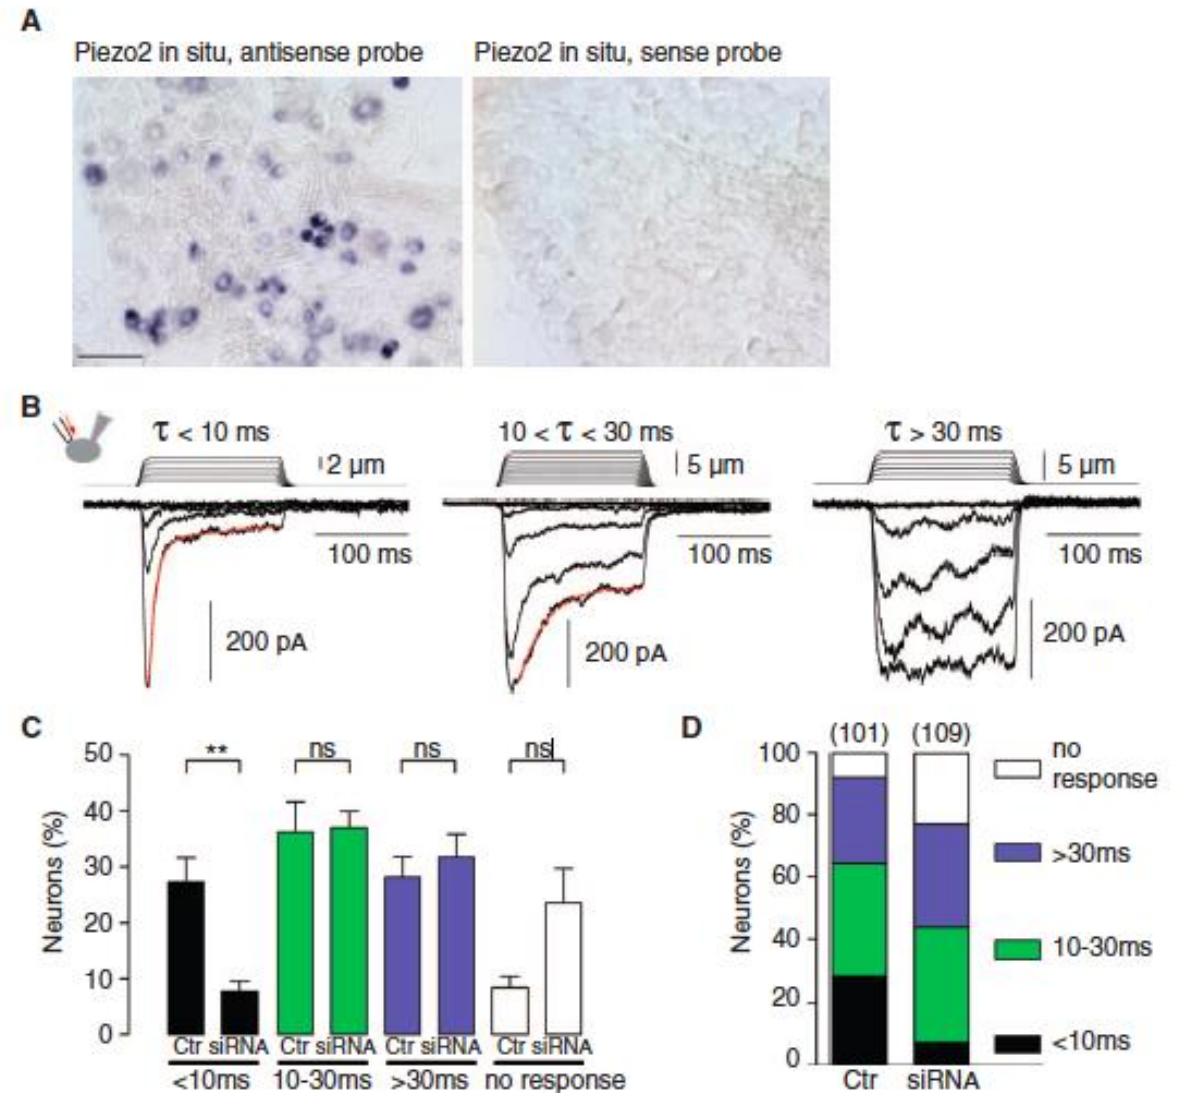 A
Piezo2 in situ, antisense probe
Piezo2 in situ, sense probe
B
τ < 10 ms
2 µm
100 ms
200 pA
10 < τ < 30 ms
5 µm
100 ms
200 pA
τ > 30 ms
5 µm
100 ms
200 pA
C
Neurons (%)
50
40
30
20
10
0
**
ns
ns
ns
Ctr siRNA
Ctr siRNA
Ctr siRNA
Ctr siRNA
<10ms
10-30ms
>30ms
no response
D
(101)
(109)
Neurons (%)
100
80
60
40
20
0
Ctr
siRNA
no
response
>30ms
10-30ms
<10ms